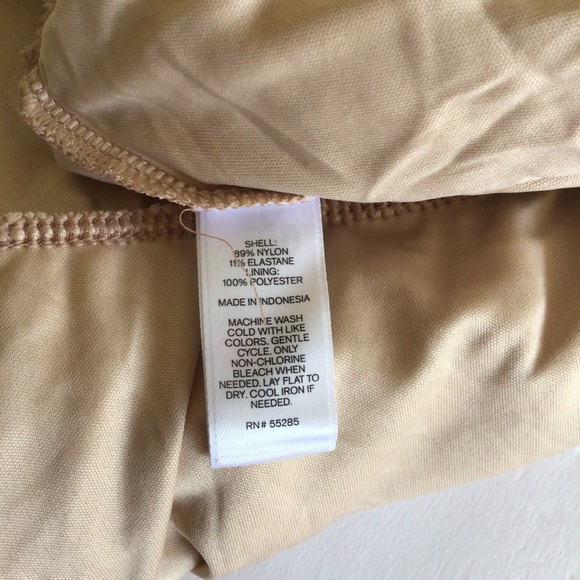 SHELL:
89% NYLON
11% ELASTANE
LINING:
100% POLYESTER
MADE IN INDONESIA
MACHINE WASH
COLD WITH LIKE
COLORS. GENTLE
CYCLE. ONLY
NON-CHLORINE
BLEACH WHEN
NEEDED. LAY FLAT TO
DRY. COOL IRON IF
NEEDED.
RN# 55285